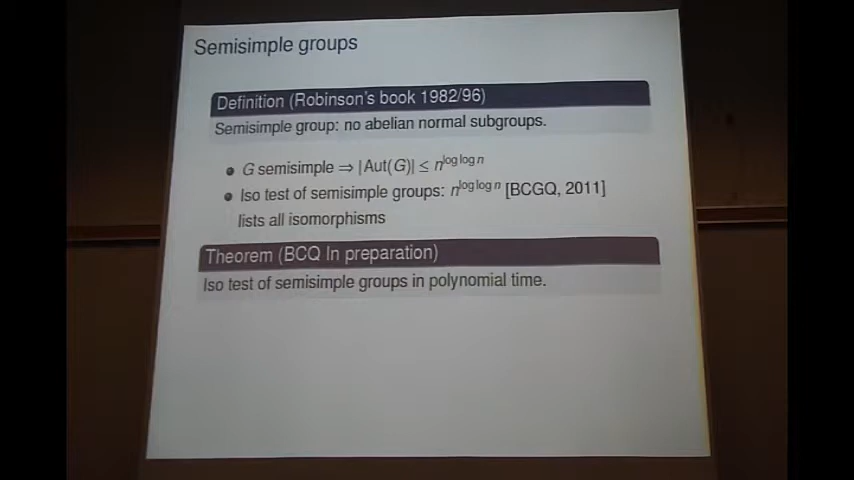 Semisimple groups
Definition (Robinson's book 1982/96)
Semisimple group: no abelian normal subgroups.
• G semisimple ⇒ |Aut(G)| ≤ n^{log log n}
• Iso test of semisimple groups: n^{log log n} [BCGQ, 2011]
lists all isomorphisms
Theorem (BCQ In preparation)
Iso test of semisimple groups in polynomial time.